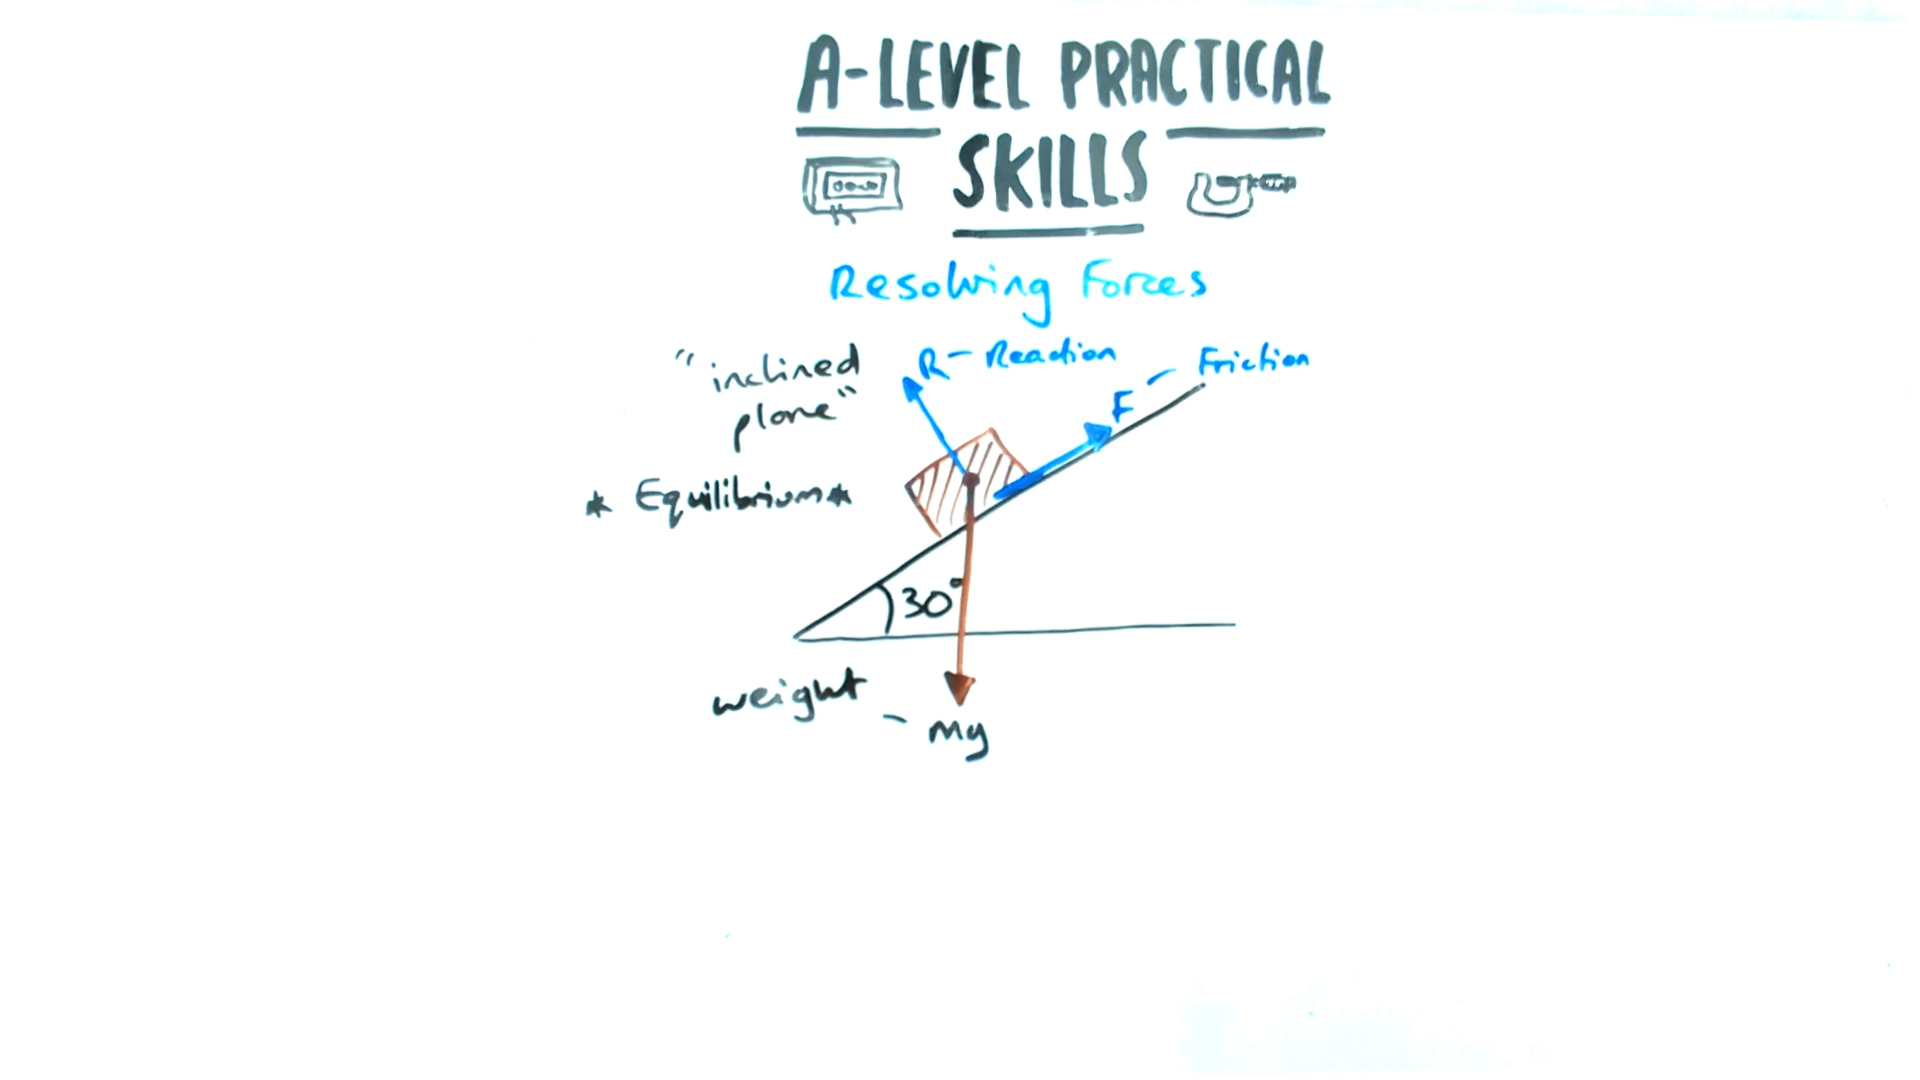 A-LEVEL PRACTICAL
SKILLS
Resolving Forces
"inclined
plane"
R - Reaction
F - Friction
* Equilibrium *
30°
weight - mg